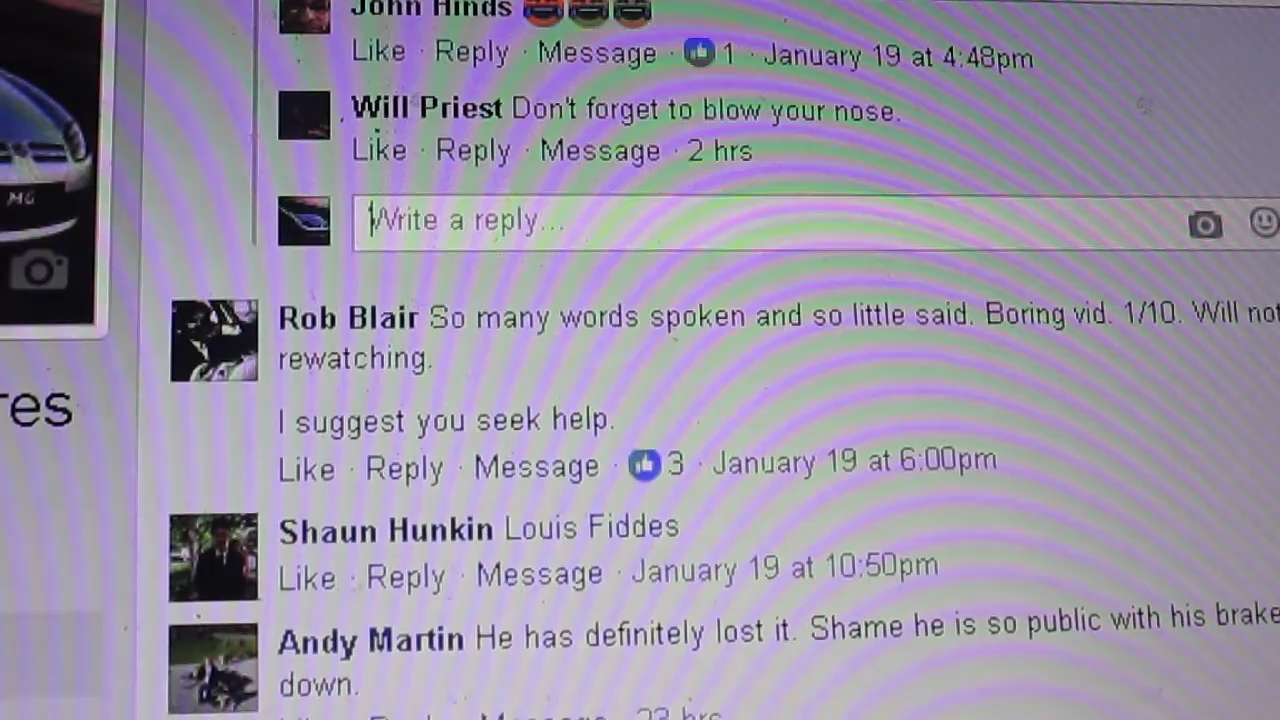 John Hinds
Like · Reply · Message · 1 · January 19 at 4:48pm
Will Priest Don't forget to blow your nose.
Like · Reply · Message · 2 hrs
MG
Write a reply...
Rob Blair So many words spoken and so little said. Boring vid. 1/10. Will not
rewatching.
I suggest you seek help.
res
Like · Reply · Message · 3 · January 19 at 6:00pm
Shaun Hunkin Louis Fiddes
Like · Reply · Message · January 19 at 10:50pm
Andy Martin He has definitely lost it. Shame he is so public with his brake
down.